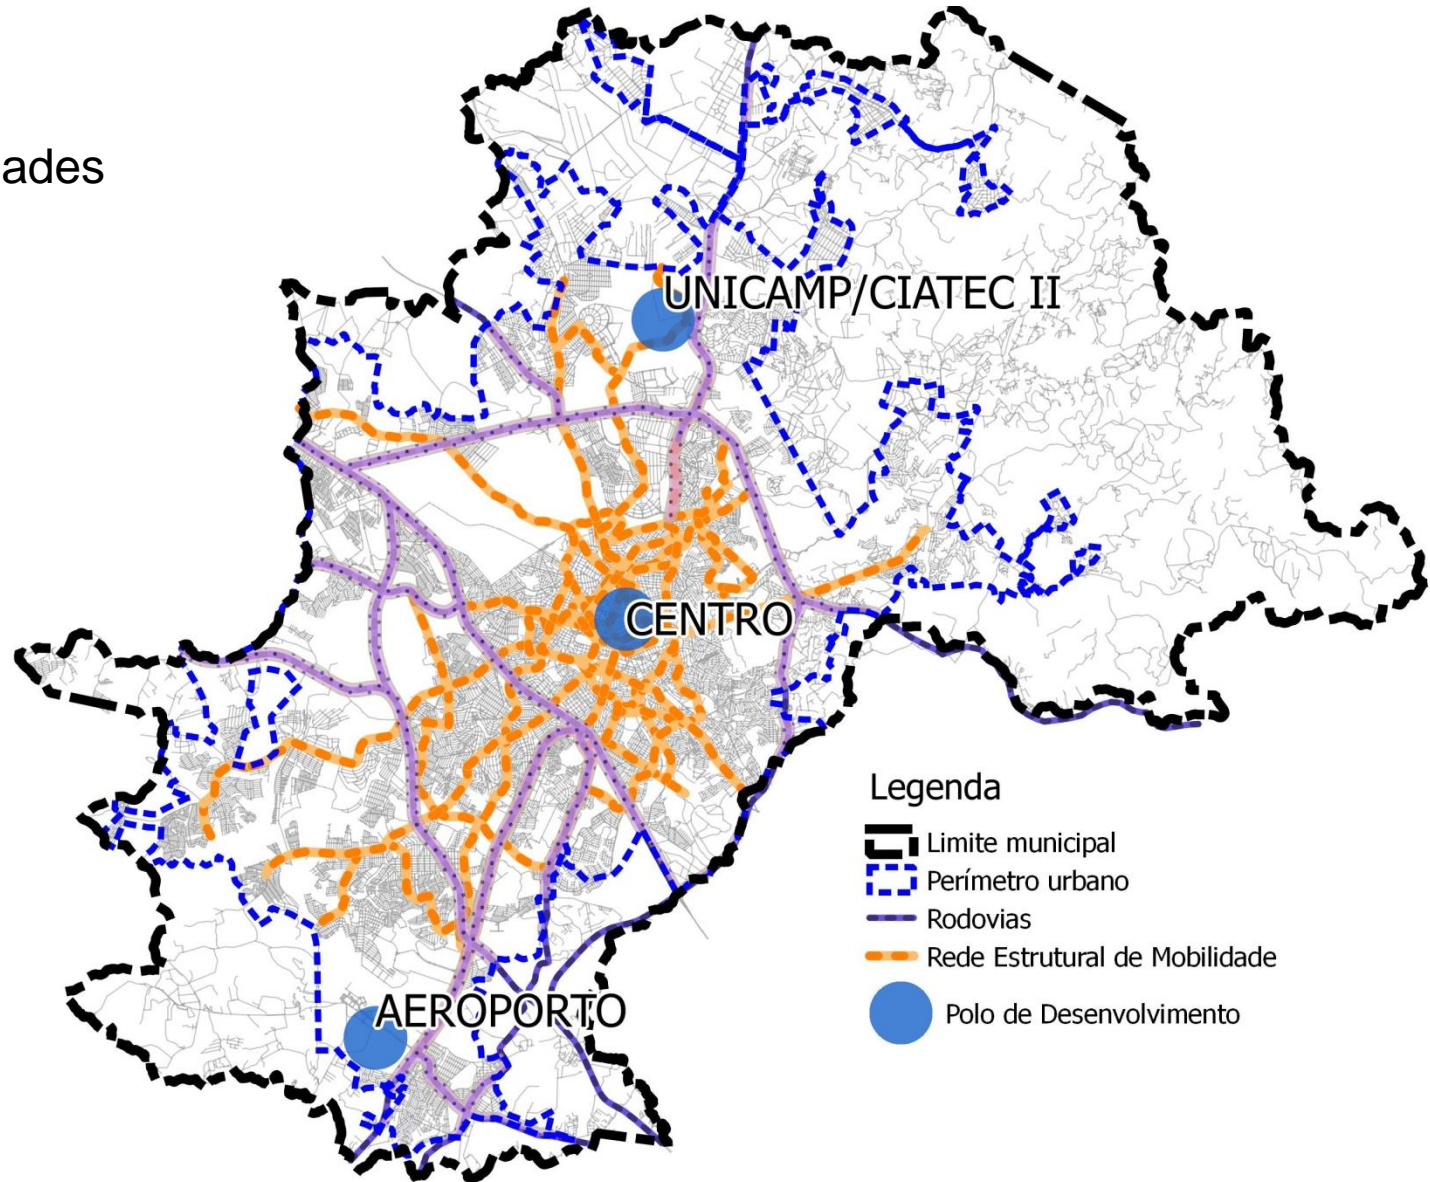 ades
UNICAMP/CIATEC II
CENTRO
AEROPORTO
Legenda
Limite municipal
Perímetro urbano
Rodovias
Rede Estrutural de Mobilidade
Polo de Desenvolvimento